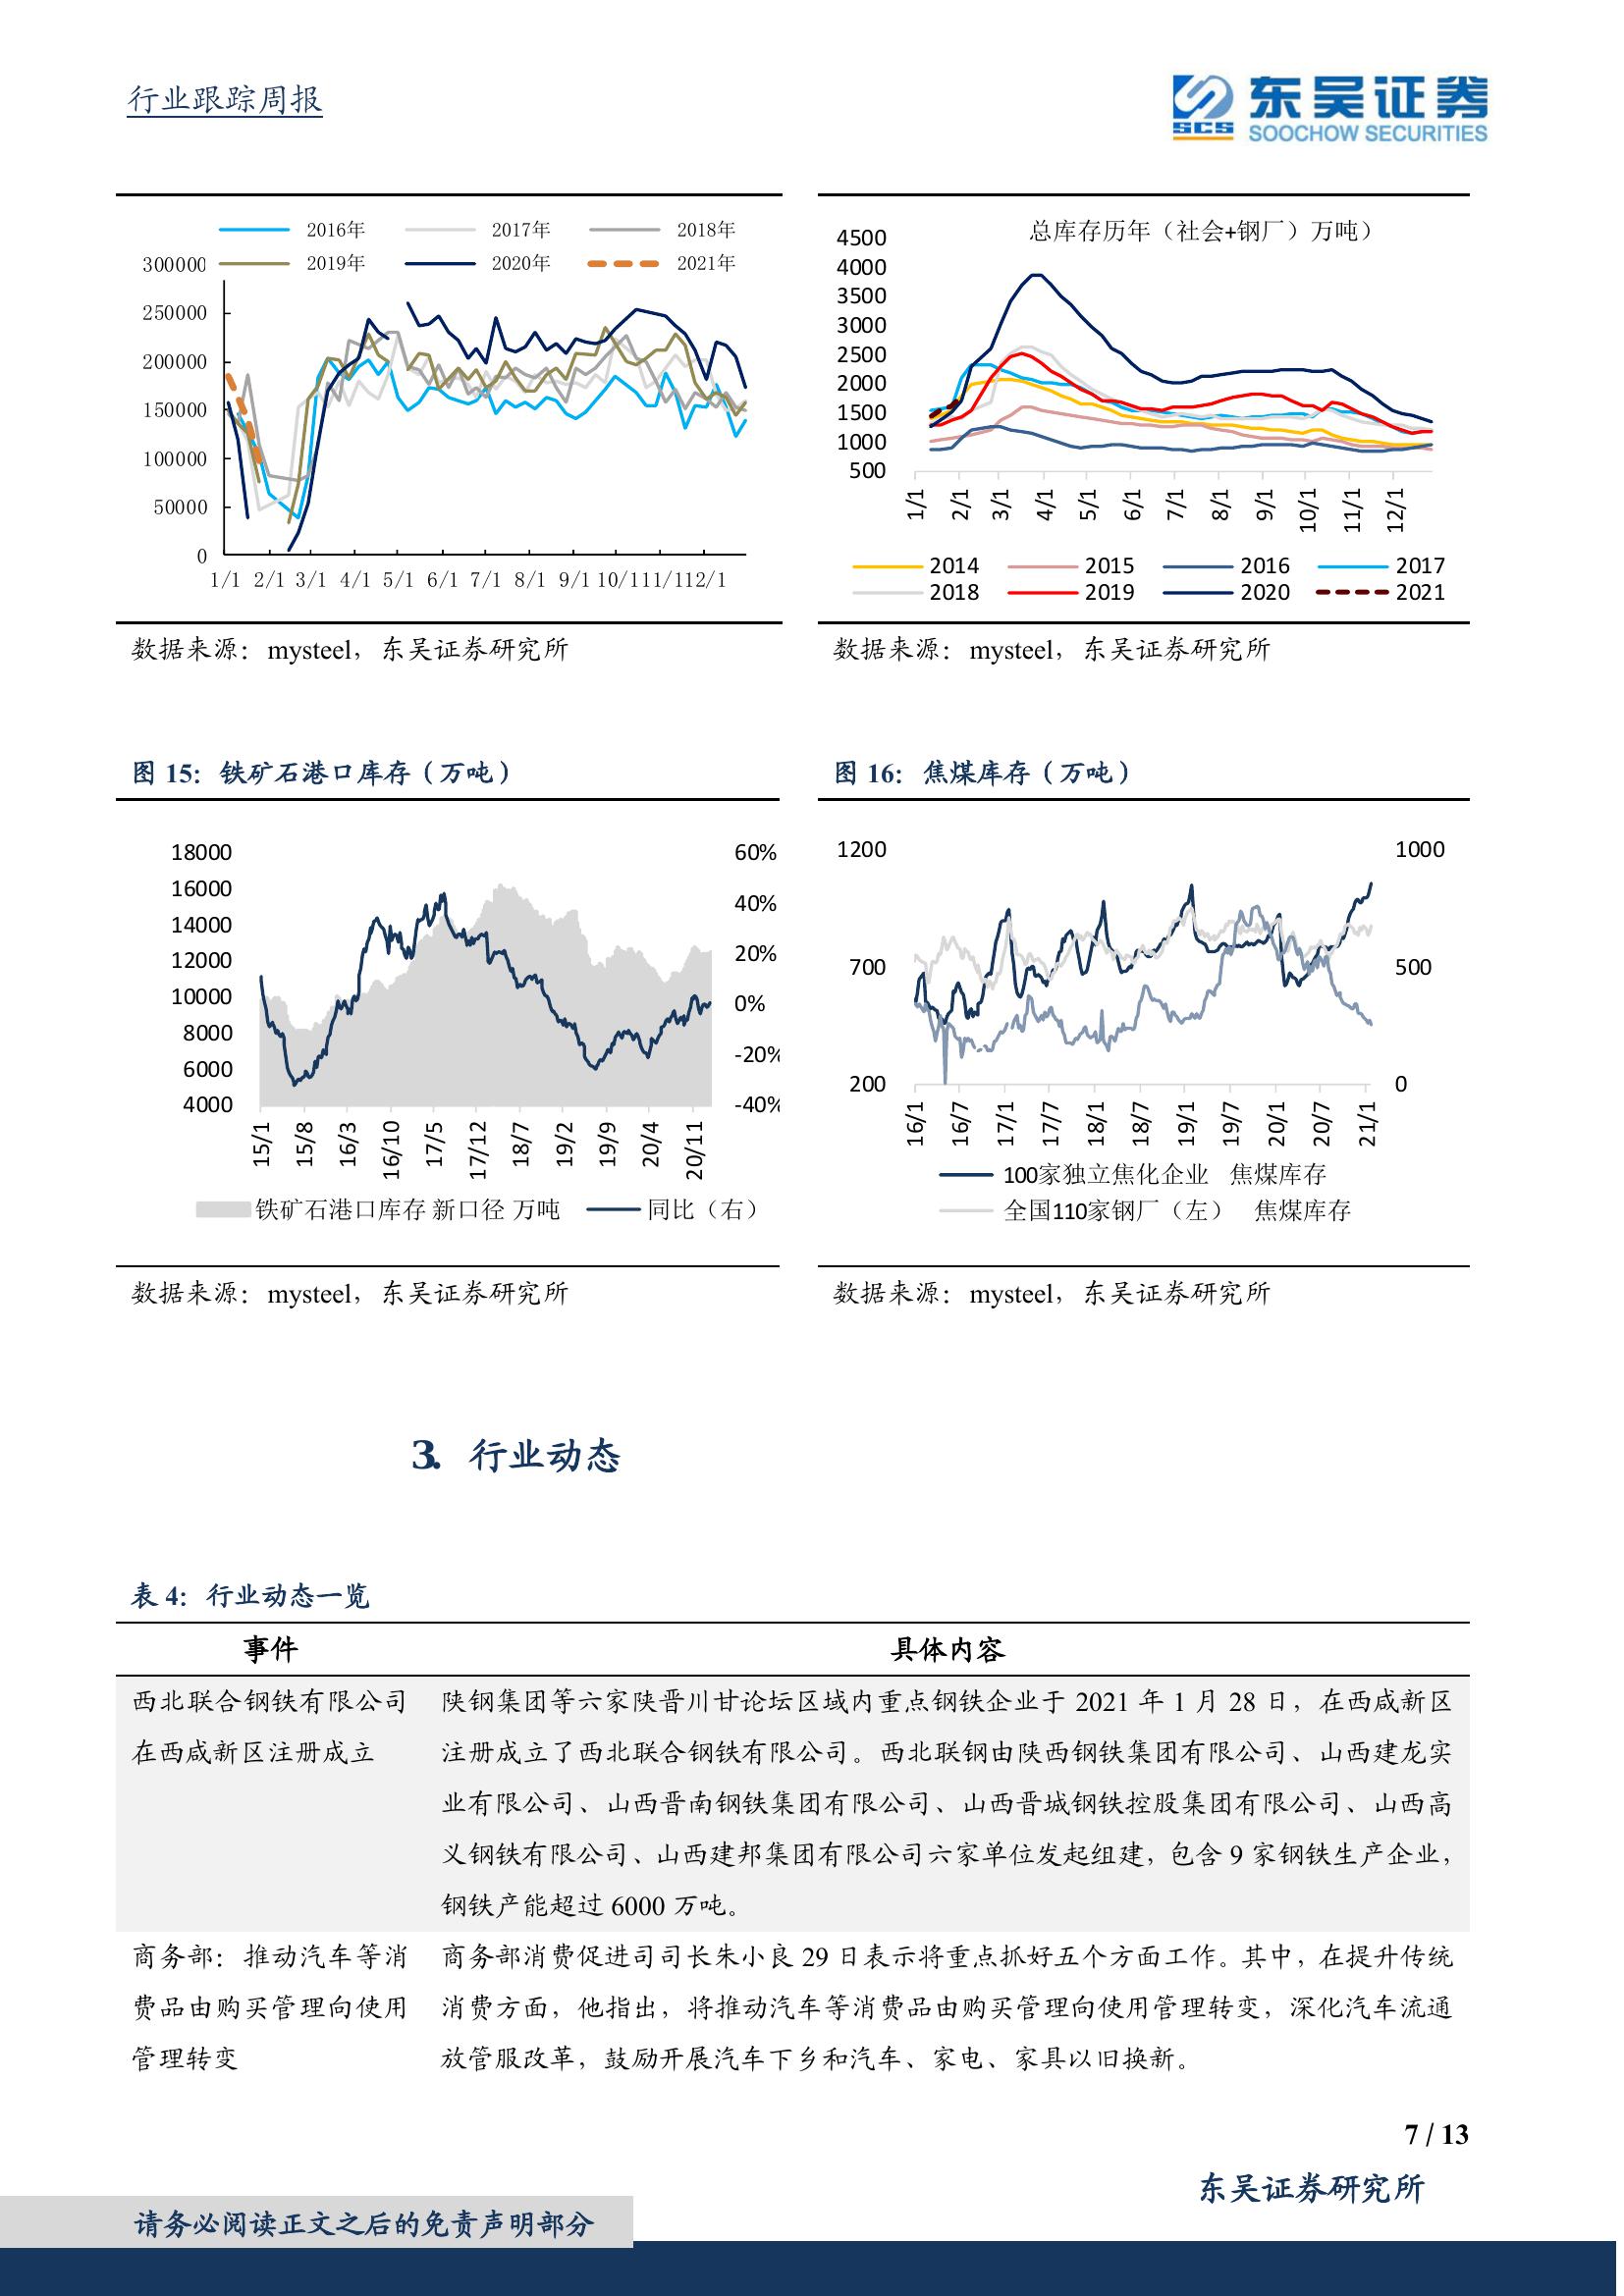 行业跟踪周报
SCS 东吴证券
SOOCHOW SECURITIES
2016年 2017年 2018年
2019年 2020年 2021年
300000
250000
200000
150000
100000
50000
0
1/1 2/1 3/1 4/1 5/1 6/1 7/1 8/1 9/1 10/1 11/1 12/1
总库存历年（社会+钢厂）万吨）
4500
4000
3500
3000
2500
2000
1500
1000
500
1/1 2/1 3/1 4/1 5/1 6/1 7/1 8/1 9/1 10/1 11/1 12/1
2014 2015 2016 2017
2018 2019 2020 2021
数据来源：mysteel，东吴证券研究所
数据来源：mysteel，东吴证券研究所
图 15：铁矿石港口库存（万吨）
18000
16000
14000
12000
10000
8000
6000
4000
60%
40%
20%
0%
-20%
-40%
15/1 15/8 16/3 16/10 17/5 17/12 18/7 19/2 19/9 20/4 20/11
铁矿石港口库存 新口径 万吨 同比（右）
图 16：焦煤库存（万吨）
1200
700
200
1000
500
0
16/1 16/7 17/1 17/7 18/1 18/7 19/1 19/7 20/1 20/7 21/1
100家独立焦化企业 焦煤库存
全国110家钢厂（左） 焦煤库存
数据来源：mysteel，东吴证券研究所
数据来源：mysteel，东吴证券研究所
3. 行业动态
表 4：行业动态一览
事件 具体内容
西北联合钢铁有限公司
在西咸新区注册成立
陕钢集团等六家陕晋川甘论坛区域内重点钢铁企业于 2021 年 1 月 28 日，在西咸新区
注册成立了西北联合钢铁有限公司。西北联钢由陕西钢铁集团有限公司、山西建龙实
业有限公司、山西晋南钢铁集团有限公司、山西晋城钢铁控股集团有限公司、山西高
义钢铁有限公司、山西建邦集团有限公司六家单位发起组建，包含 9 家钢铁生产企业，
钢铁产能超过 6000 万吨。
商务部：推动汽车等消
费品由购买管理向使用
管理转变
商务部消费促进司司长朱小良 29 日表示将重点抓好五个方面工作。其中，在提升传统
消费方面，他指出，将推动汽车等消费品由购买管理向使用管理转变，深化汽车流通
放管服改革，鼓励开展汽车下乡和汽车、家电、家具以旧换新。
7 / 13
东吴证券研究所
请务必阅读正文之后的免责声明部分